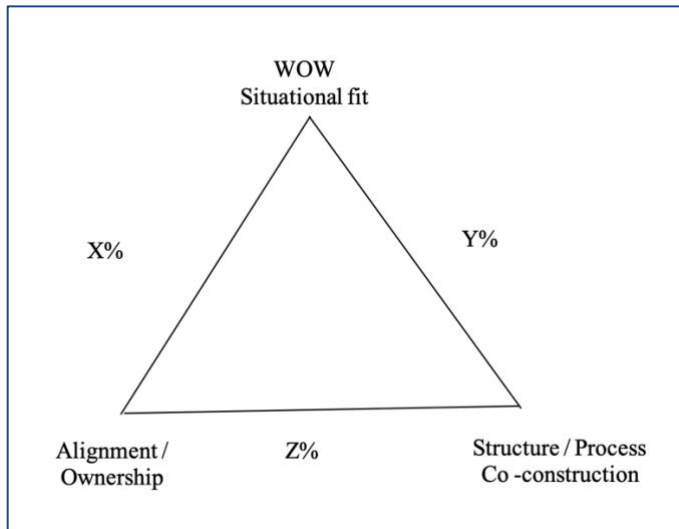 WOW
Situational fit
X%
Y%
Alignment / 
Ownership
Z%
Structure / Process
Co -construction